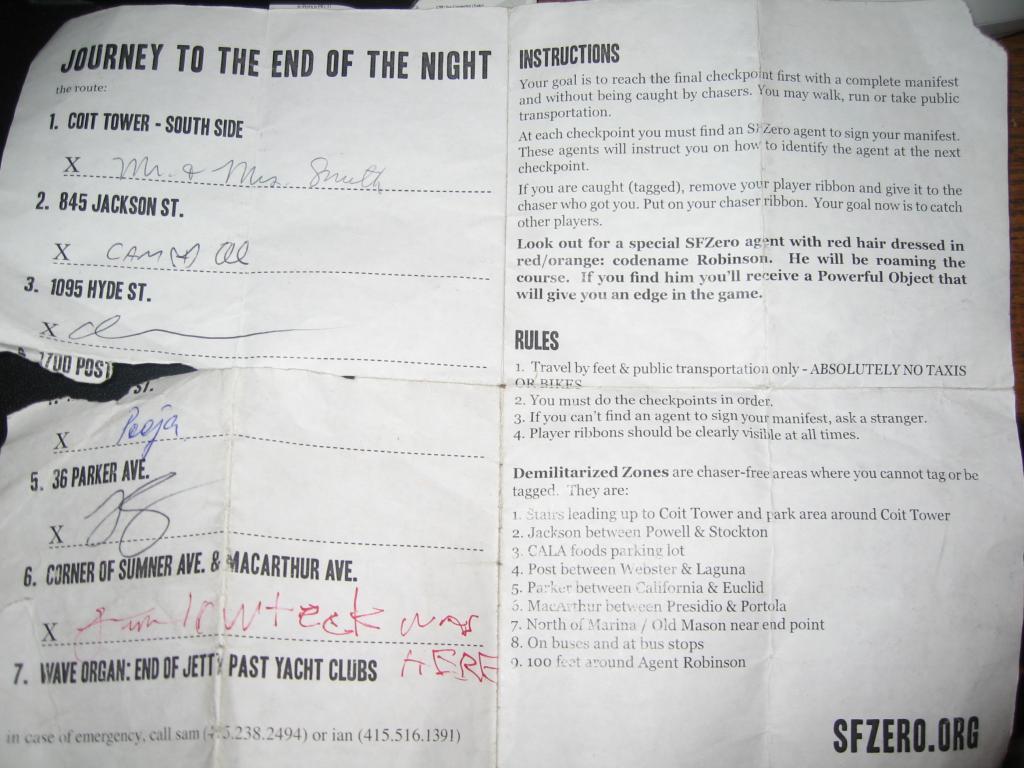 JOURNEY TO THE END OF THE NIGHT
the route:
1. COIT TOWER - SOUTH SIDE
X Mr. & Mrs. Smith
2. 845 JACKSON ST.
X
3. 1095 HYDE ST.
X
1700 POST
ST.
X Pooja
5. 36 PARKER AVE.
X
6. CORNER OF SUMNER AVE. & MACARTHUR AVE.
X was
7. WAVE ORGAN: END OF JETTY PAST YACHT CLUBS HERE
in case of emergency, call sam ( 5.238.2494) or ian (415.516.1391)
INSTRUCTIONS
Your goal is to reach the final checkpoint first with a complete manifest
and without being caught by chasers. You may walk, run or take public
transportation.
At each checkpoint you must find an SFZero agent to sign your manifest.
These agents will instruct you on how to identify the agent at the next
checkpoint.
If you are caught (tagged), remove your player ribbon and give it to the
chaser who got you. Put on your chaser ribbon. Your goal now is to catch
other players.
Look out for a special SFZero agent with red hair dressed in
red/orange: codename Robinson. He will be roaming the
course. If you find him you'll receive a Powerful Object that
will give you an edge in the game.
RULES
1. Travel by feet & public transportation only - ABSOLUTELY NO TAXIS
OR BIKES
2. You must do the checkpoints in order.
3. If you can't find an agent to sign your manifest, ask a stranger.
4. Player ribbons should be clearly visible at all times.
Demilitarized Zones are chaser-free areas where you cannot tag or be
tagged. They are:
1. Stairs leading up to Coit Tower and park area around Coit Tower
2. Jackson between Powell & Stockton
3. CALA foods parking lot
4. Post between Webster & Laguna
5. Parker between California & Euclid
6. MacArthur between Presidio & Portola
7. North of Marina / Old Mason near end point
8. On buses and at bus stops
9. 100 feet around Agent Robinson
SFZERO.ORG